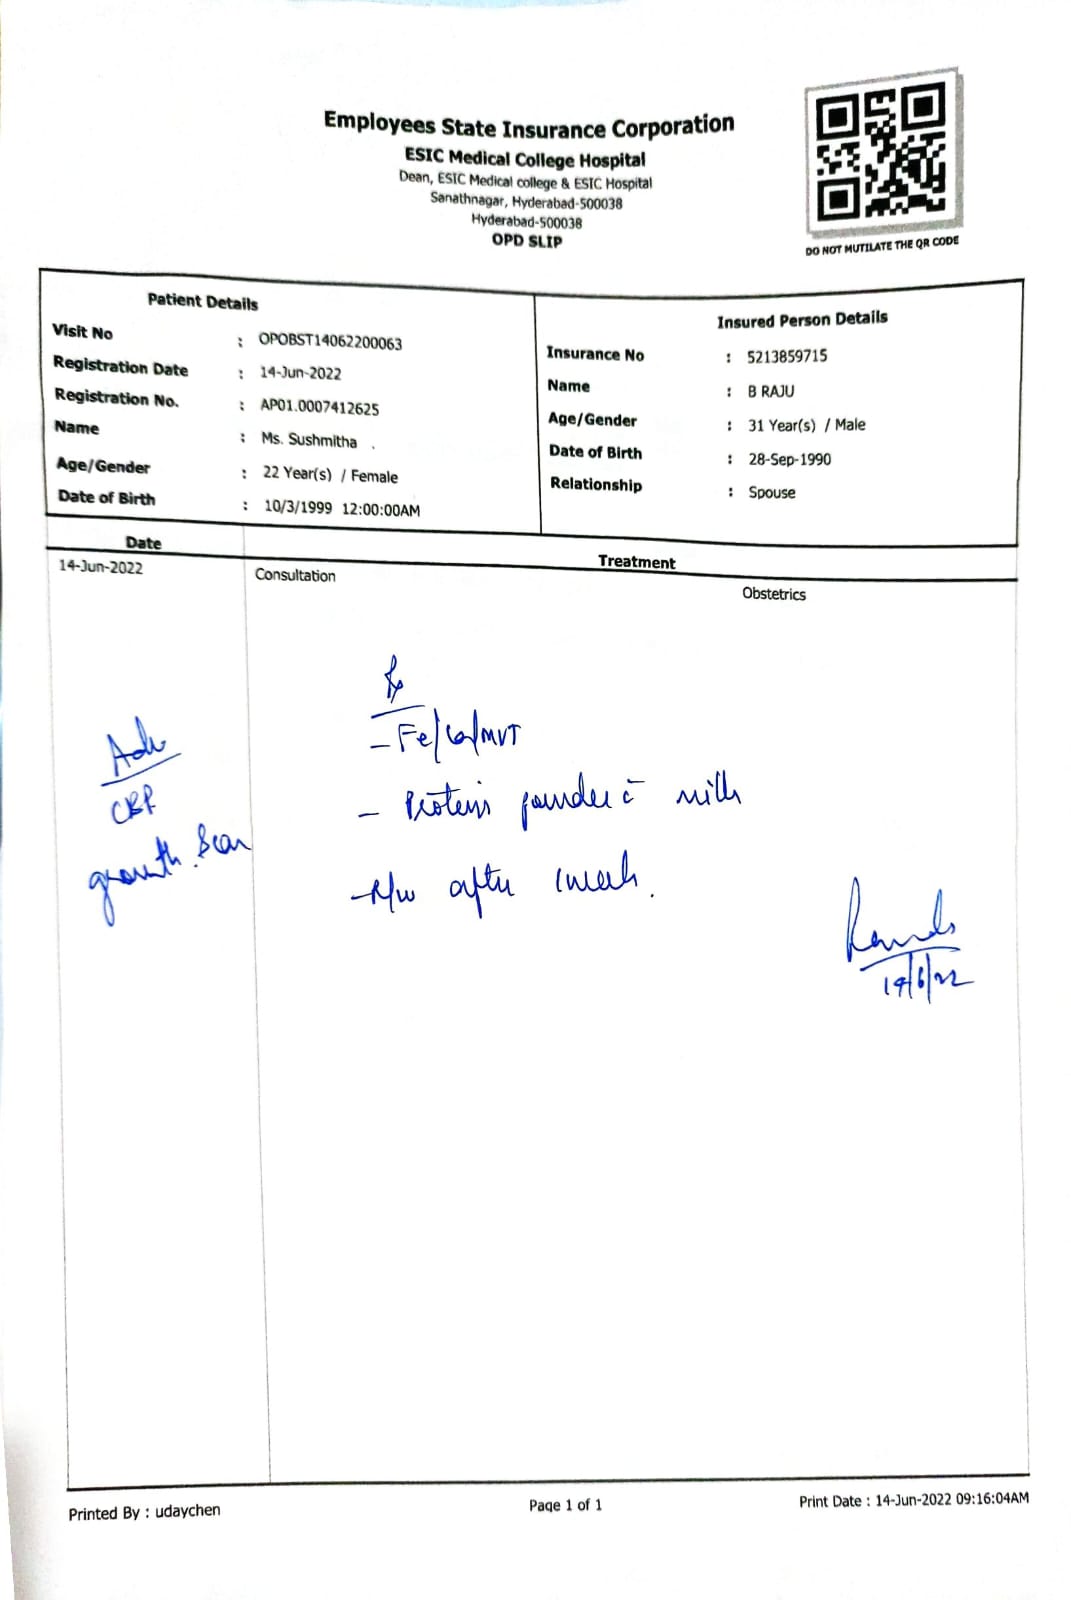 Employees State Insurance Corporation
ESIC Medical College Hospital
Dean, ESIC Medical college & ESIC Hospital
Sanathnagar, Hyderabad-500038
Hyderabad-500038
OPD SLIP
DO NOT MUTILATE THE QR CODE
Patient Details
Visit No : OPOBST14062200063
Registration Date : 14-Jun-2022
Registration No. : AP01.0007412625
Name : Ms. Sushmitha .
Age/Gender : 22 Year(s) / Female
Date of Birth : 10/3/1999 12:00:00AM
Insured Person Details
Insurance No : 5213859715
Name : B RAJU
Age/Gender : 31 Year(s) / Male
Date of Birth : 28-Sep-1990
Relationship : Spouse
Date Treatment
14-Jun-2022 Consultation Obstetrics
Rx
- Fe/Ca/MVT
- Protein powder c̄ milk
- R/w after 1 week.
Adv
growth scan
14/6/22
Printed By : udaychen
Page 1 of 1
Print Date : 14-Jun-2022 09:16:04AM